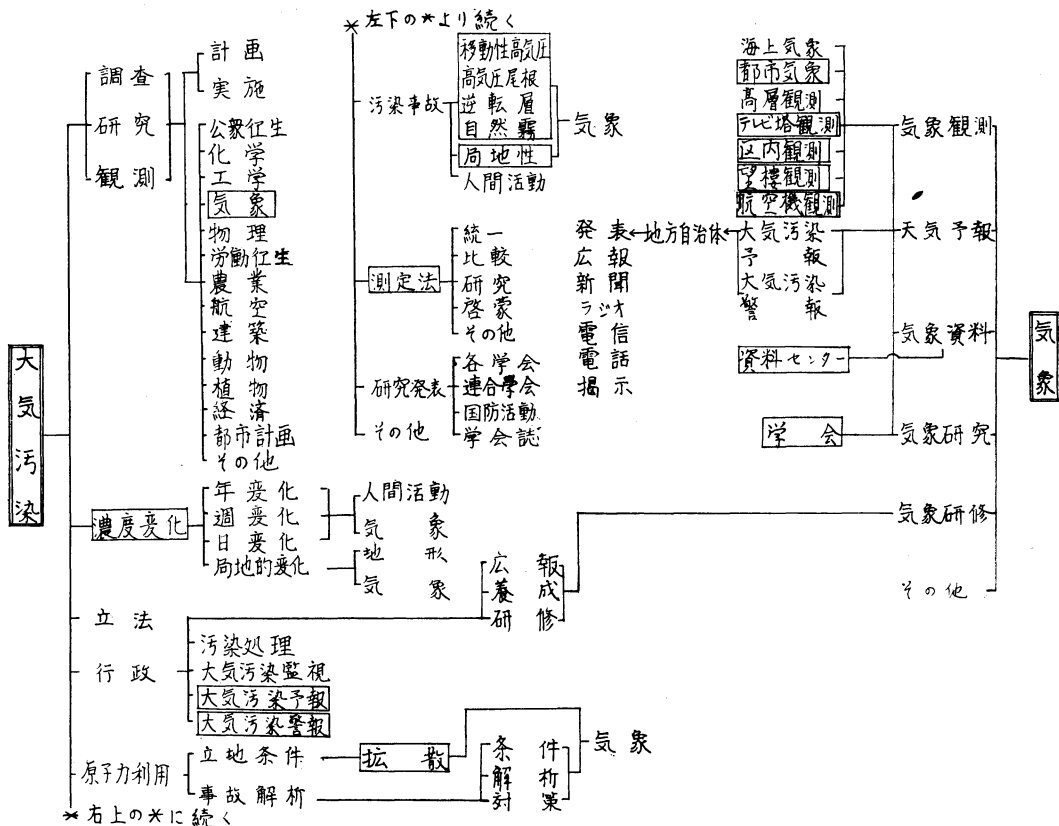 大気汚染
調査
研究
観測
計画
実施
公衆衛生
化学
工学
気象
物理
労働衛生
農業
航空
建築
動物
植物
経済
都市計画
その他
濃度変化
年変化
週変化
日変化
局地的変化
人間活動
気象
地形
気象
立法
行政
広報
養成
研修
汚染処理
大気汚染監視
大気汚染予報
大気汚染警報
原子力利用
立地条件
事故解析
拡散
条件
解析
対策
気象
* 右上の*に続く
* 左下の*より続く
汚染事故
移動性高気圧
高気圧尾根
逆転層
自然霧
局地性
人間活動
気象
測定法
統一
比較
研究
啓蒙
その他
研究発表
各学会
連合學会
国防活動
学会誌
その他
気象
気象観測
海上気象
都市気象
高層観測
テレビ塔観測
区内観測
望楼観測
航空機観測
天気予報
大気汚染
予報
大気汚染
警報
地方自治体
発表
広報
新聞
ラジオ
電信
電話
掲示
気象資料
資料センター
気象研究
学会
気象研修
その他